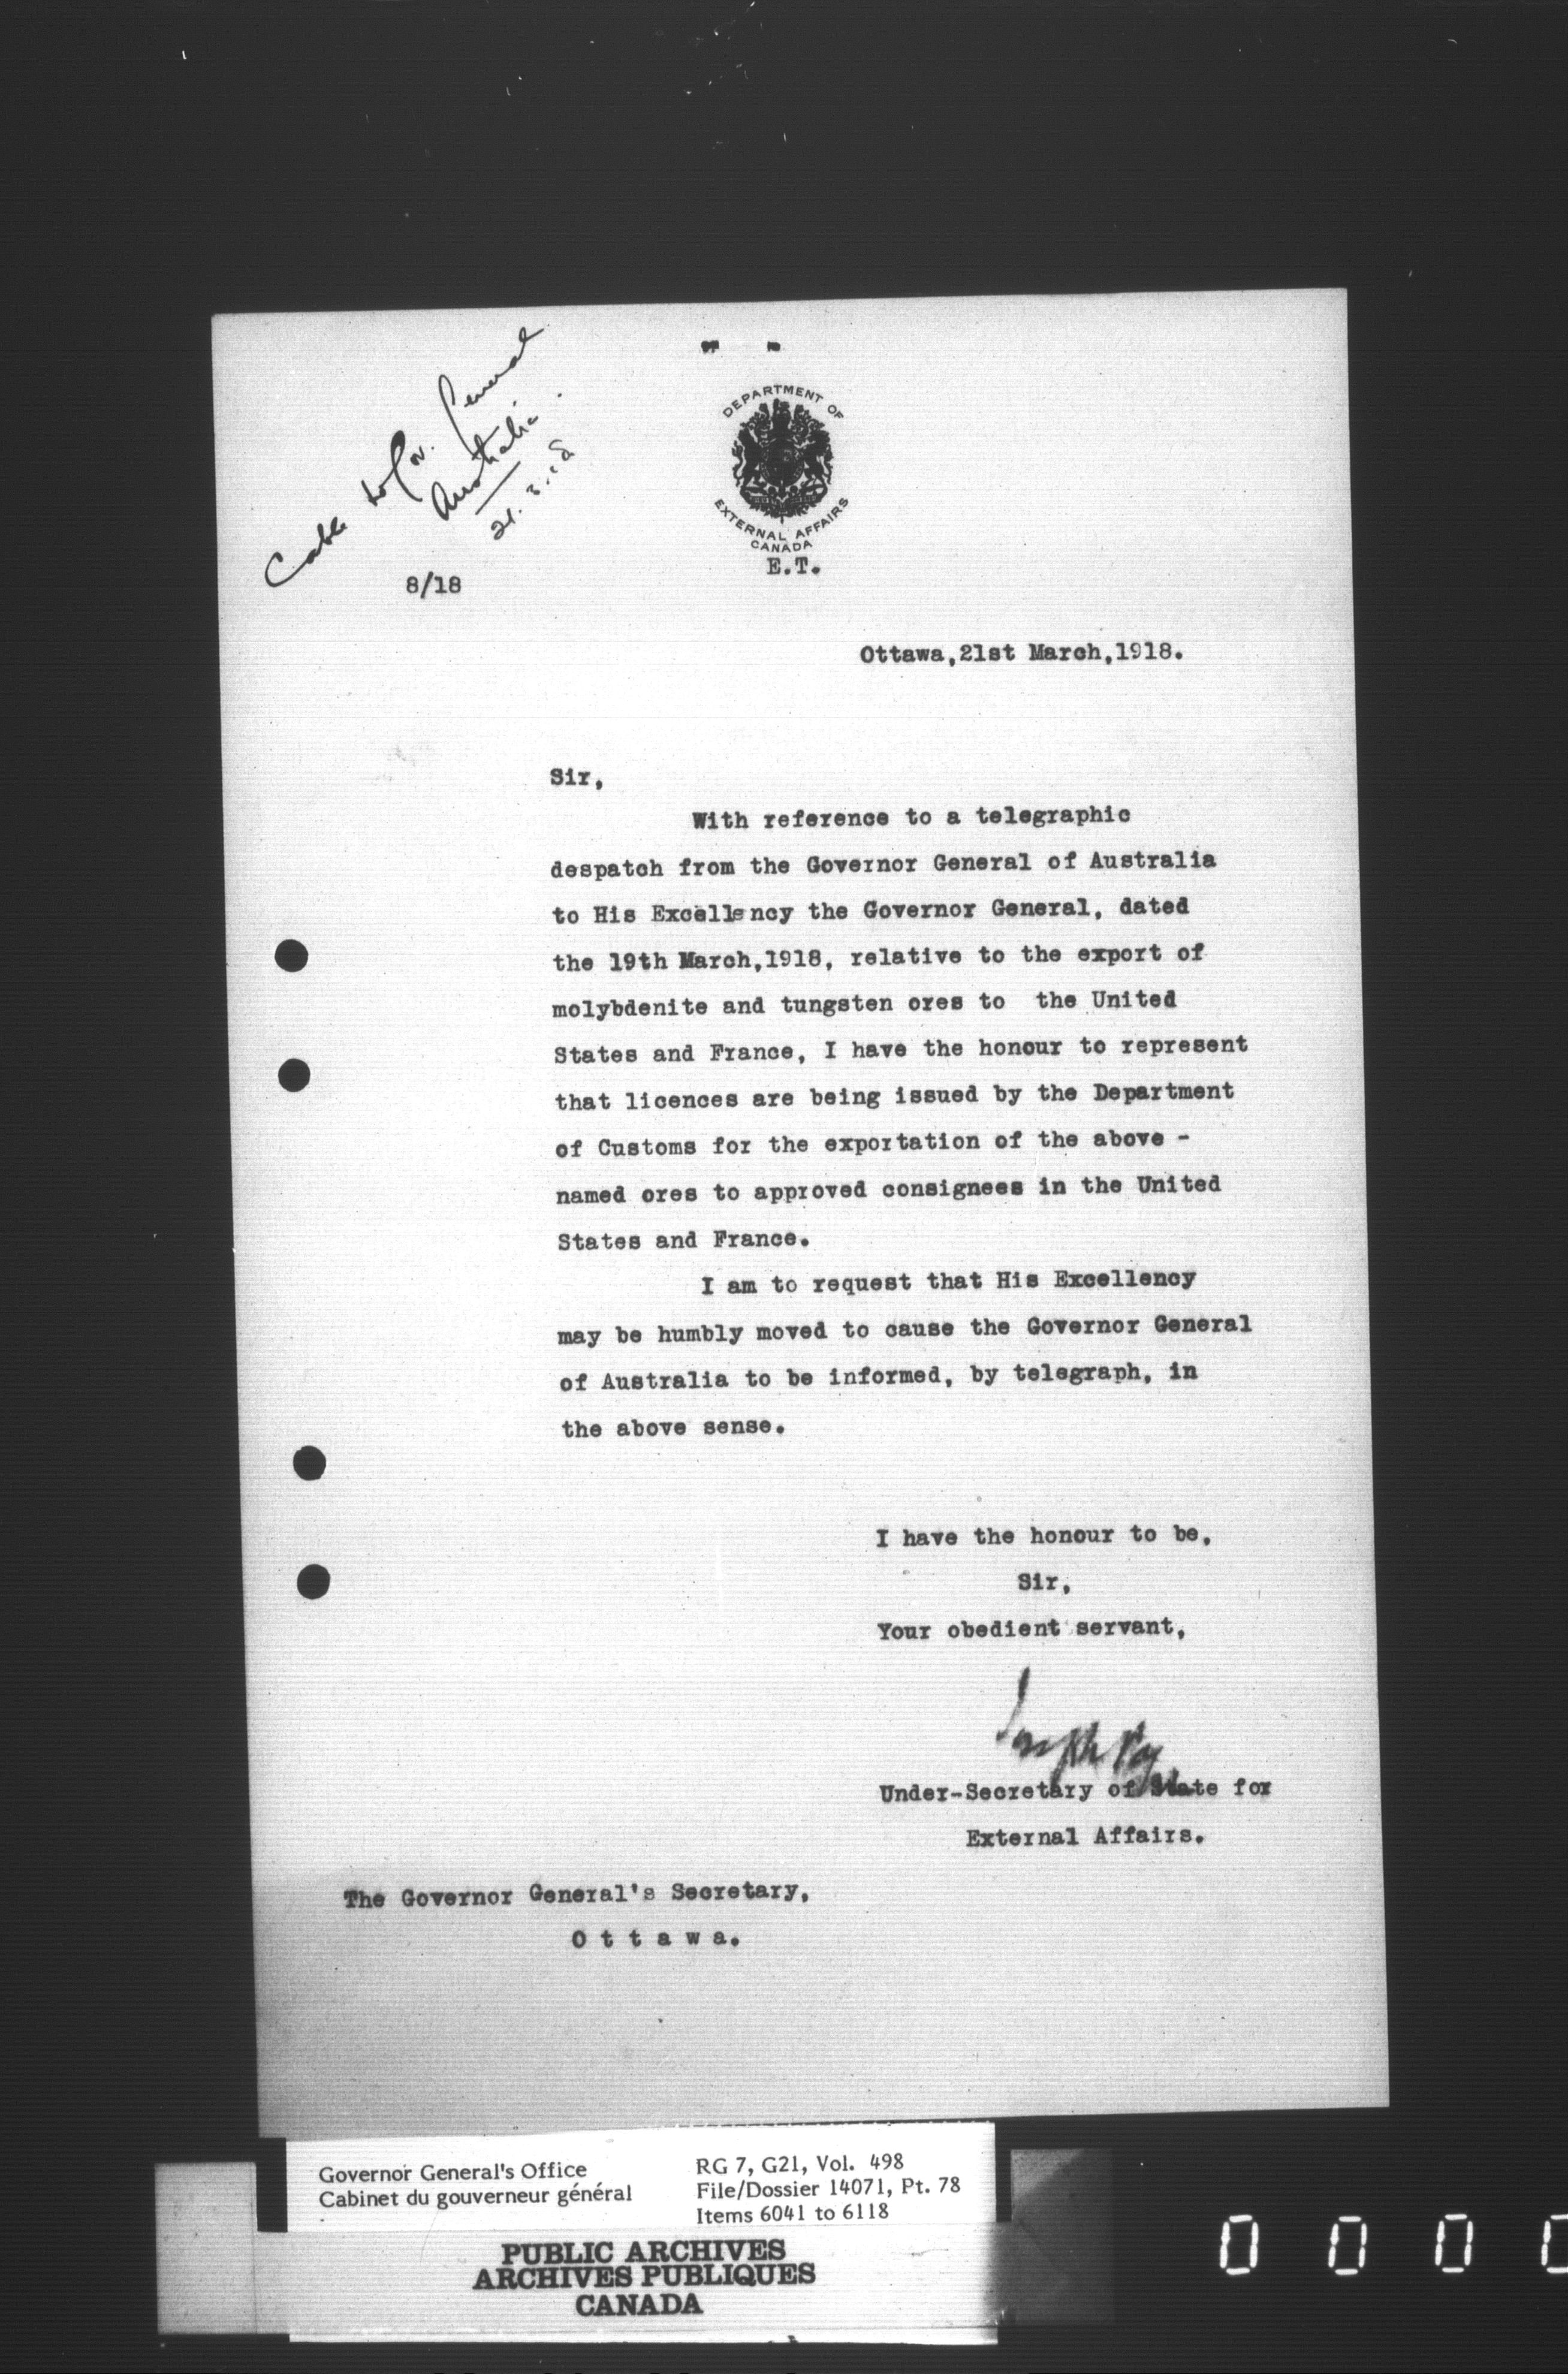 Cable to Gov. General
Australia.
21.3.18
DEPARTMENT OF
EXTERNAL AFFAIRS
CANADA
E.T.
8/18
Ottawa,21st March,1918.
Sir,
With reference to a telegraphic
despatch from the Governor General of Australia
to His Excellency the Governor General, dated
the 19th March,1918, relative to the export of
molybdenite and tungsten ores to the United
States and France, I have the honour to represent
that licences are being issued by the Department
of Customs for the exportation of the above -
named ores to approved consignees in the United
States and France.
I am to request that His Excellency
may be humbly moved to cause the Governor General
of Australia to be informed, by telegraph, in
the above sense.
I have the honour to be,
Sir,
Your obedient servant,
Joseph Pope
Under-Secretary of State for
External Affairs.
The Governor General's Secretary,
O t t a w a.
Governor General's Office
Cabinet du gouverneur général
RG 7, G21, Vol. 498
File/Dossier 14071, Pt. 78
Items 6041 to 6118
PUBLIC ARCHIVES
ARCHIVES PUBLIQUES
CANADA
0 0 0